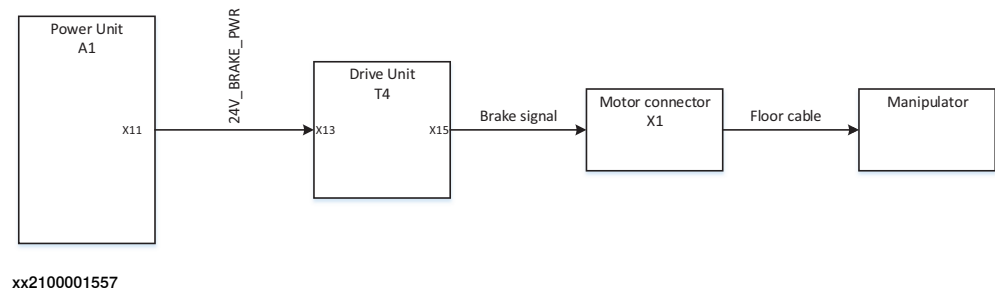 Power Unit
A1
X11
24V_BRAKE_PWR
Drive Unit
T4
X13
X15
Brake signal
Motor connector
X1
Floor cable
Manipulator
xx2100001557